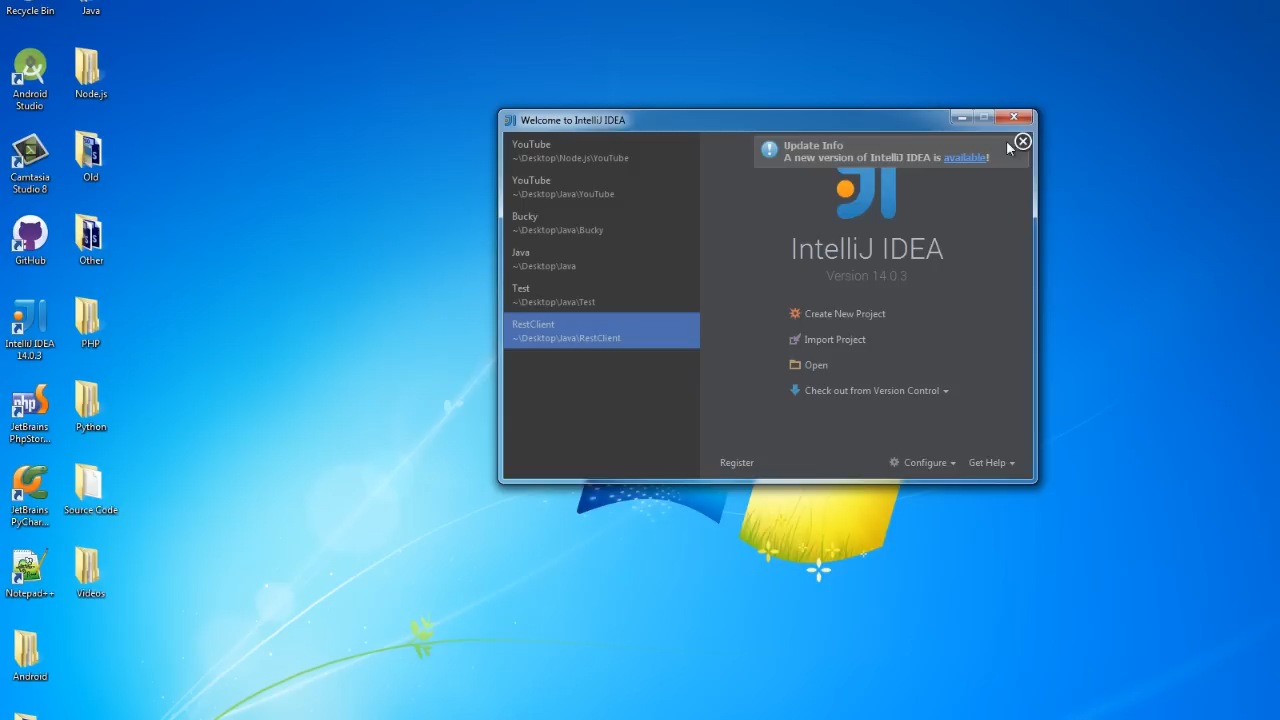 Recycle Bin
Java
Android
Studio
Node.js
Camtasia
Studio 8
Old
GitHub
Other
IntelliJ IDEA
14.0.3
PHP
JetBrains
PhpStor...
Python
JetBrains
PyChar...
Source Code
Notepad++
Videos
Android
Welcome to IntelliJ IDEA
YouTube
~\Desktop\Node.js\YouTube
YouTube
~\Desktop\Java\YouTube
Bucky
~\Desktop\Java\Bucky
Java
~\Desktop\Java
Test
~\Desktop\Java\Test
RestClient
~\Desktop\Java\RestClient
Update Info
A new version of IntelliJ IDEA is available!
IntelliJ IDEA
Version 14.0.3
Create New Project
Import Project
Open
Check out from Version Control
Register
Configure
Get Help